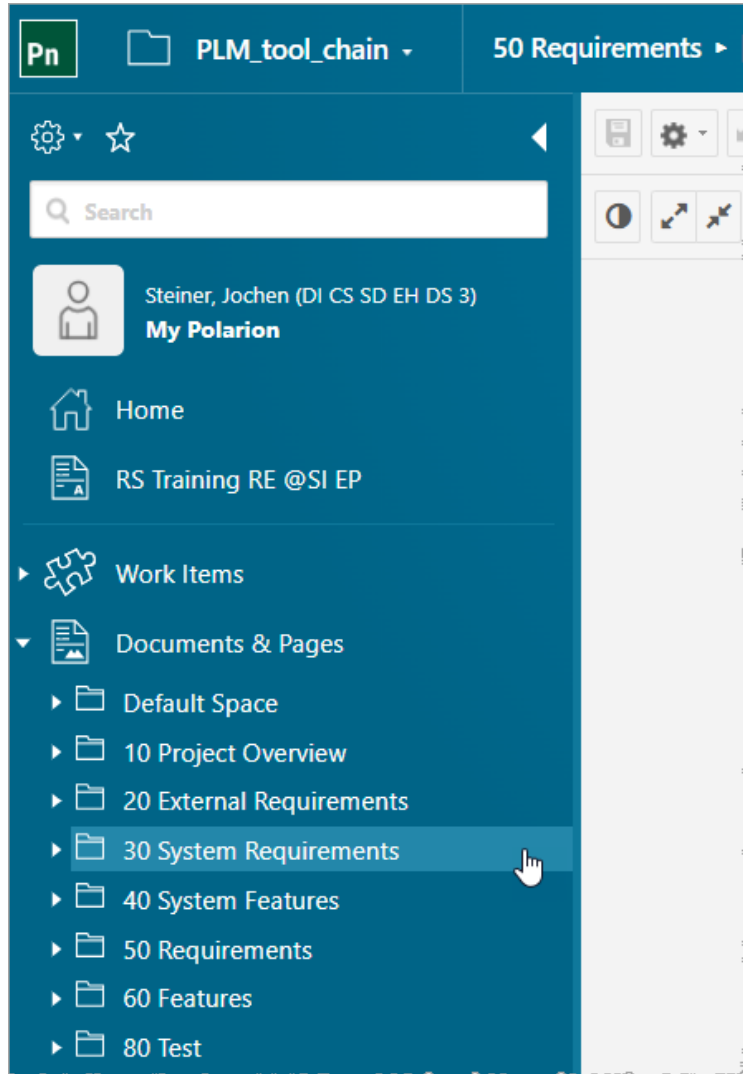 Pn PLM_tool_chain 50 Requirements
Search
Steiner, Jochen (DI CS SD EH DS 3)
My Polarion
Home
RS Training RE @SI EP
Work Items
Documents & Pages
Default Space
10 Project Overview
20 External Requirements
30 System Requirements
40 System Features
50 Requirements
60 Features
80 Test